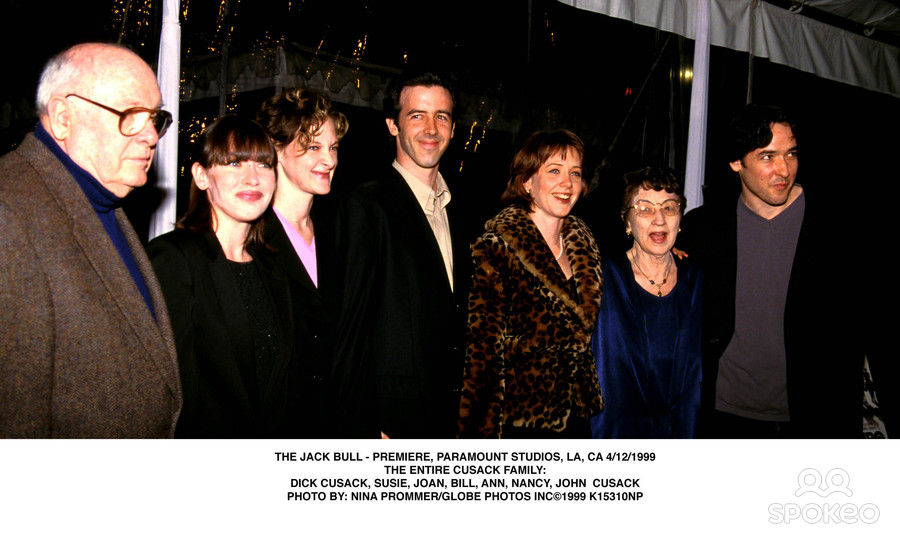 THE JACK BULL - PREMIERE, PARAMOUNT STUDIOS, LA, CA 4/12/1999
THE ENTIRE CUSACK FAMILY:
DICK CUSACK, SUSIE, JOAN, BILL, ANN, NANCY, JOHN  CUSACK
PHOTO BY: NINA PROMMER/GLOBE PHOTOS INC©1999 K15310NP
spokeo